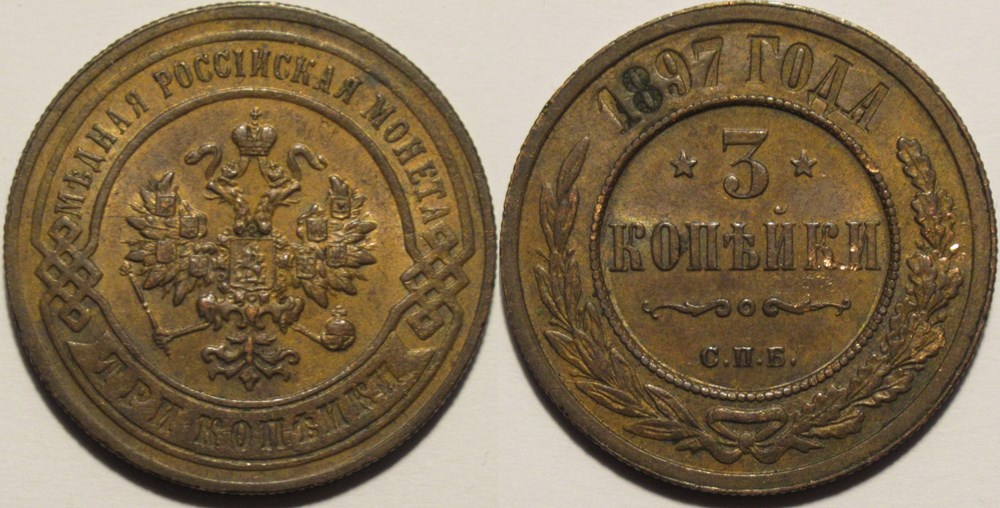 МѢДНАЯ РОССІЙСКАЯ МОНЕТА
ТРИ КОПѢЙКИ
1897 ГОДА
3
КОПѢЙКИ
С.П.Б.